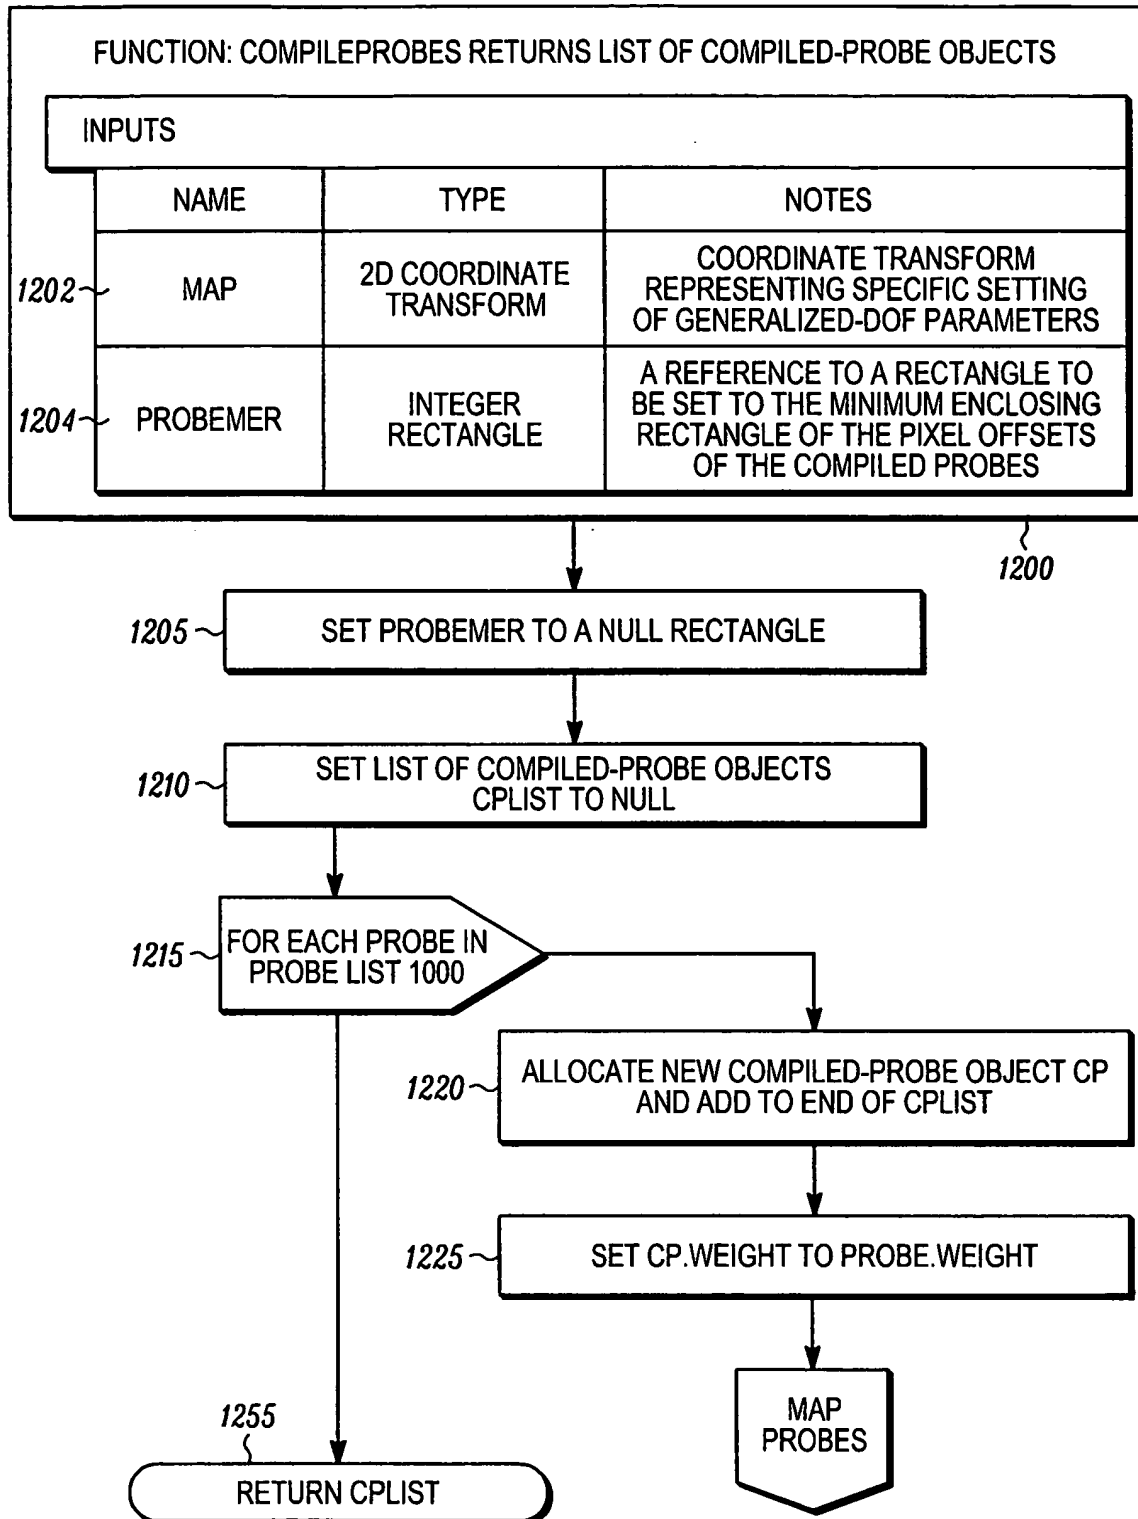 FUNCTION: COMPILEPROBES RETURNS LIST OF COMPILED-PROBE OBJECTS
INPUTS
NAME
TYPE
NOTES
1202
MAP
2D COORDINATE
TRANSFORM
COORDINATE TRANSFORM
REPRESENTING SPECIFIC SETTING
OF GENERALIZED-DOF PARAMETERS
1204
PROBEMER
INTEGER
RECTANGLE
A REFERENCE TO A RECTANGLE TO
BE SET TO THE MINIMUM ENCLOSING
RECTANGLE OF THE PIXEL OFFSETS
OF THE COMPILED PROBES
1200
1205
SET PROBEMER TO A NULL RECTANGLE
1210
SET LIST OF COMPILED-PROBE OBJECTS
CPLIST TO NULL
1215
FOR EACH PROBE IN
PROBE LIST 1000
1220
ALLOCATE NEW COMPILED-PROBE OBJECT CP
AND ADD TO END OF CPLIST
1225
SET CP.WEIGHT TO PROBE.WEIGHT
MAP
PROBES
1255
RETURN CPLIST